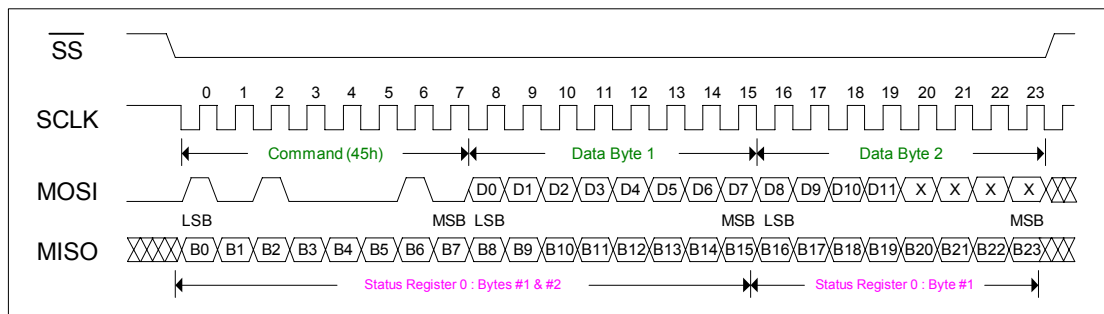 SS
0 1 2 3 4 5 6 7 8 9 10 11 12 13 14 15 16 17 18 19 20 21 22 23
SCLK
Command (45h) Data Byte 1 Data Byte 2
MOSI D0 D1 D2 D3 D4 D5 D6 D7 D8 D9 D10 D11 X X X X
LSB MSB LSB MSB LSB MSB
MISO B0 B1 B2 B3 B4 B5 B6 B7 B8 B9 B10 B11 B12 B13 B14 B15 B16 B17 B18 B19 B20 B21 B22 B23
Status Register 0 : Bytes #1 & #2 Status Register 0 : Byte #1